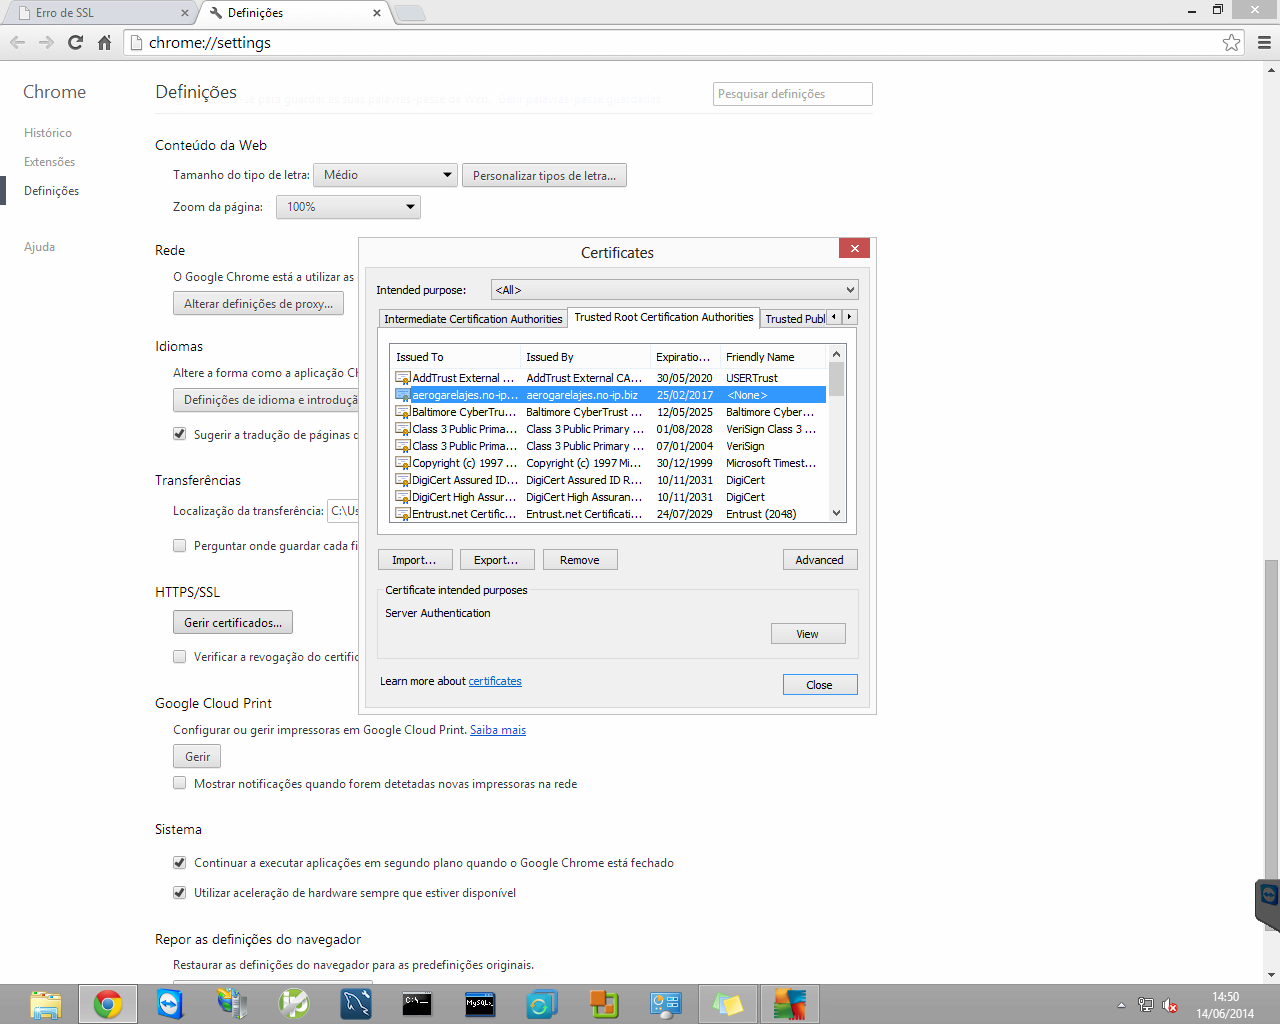 Erro de SSL
Definições
chrome://settings
Chrome
Definições
Pesquisar definições
Histórico
Extensões
Definições
Ajuda
Conteúdo da Web
Tamanho do tipo de letra:
Médio
Personalizar tipos de letra...
Zoom da página:
100%
Rede
O Google Chrome está a utilizar as
Alterar definições de proxy...
Idiomas
Altere a forma como a aplicação Ch
Definições de idioma e introduçã
Sugerir a tradução de páginas
Transferências
Localização da transferência:
C:\Us
Perguntar onde guardar cada fi
HTTPS/SSL
Gerir certificados...
Verificar a revogação do certific
Google Cloud Print
Configurar ou gerir impressoras em Google Cloud Print. Saiba mais
Gerir
Mostrar notificações quando forem detetadas novas impressoras na rede
Sistema
Continuar a executar aplicações em segundo plano quando o Google Chrome está fechado
Utilizar aceleração de hardware sempre que estiver disponível
Repor as definições do navegador
Restaurar as definições do navegador para as predefinições originais.
Certificates
Intended purpose:
<All>
Intermediate Certification Authorities
Trusted Root Certification Authorities
Trusted Publ
Issued To Issued By Expiratio... Friendly Name
AddTrust External ... AddTrust External CA... 30/05/2020 USERTrust
aerogarelajes.no-ip... aerogarelajes.no-ip.biz 25/02/2017 <None>
Baltimore CyberTru... Baltimore CyberTrust ... 12/05/2025 Baltimore Cyber...
Class 3 Public Prima... Class 3 Public Primary ... 01/08/2028 VeriSign Class 3 ...
Class 3 Public Prima... Class 3 Public Primary ... 07/01/2004 VeriSign
Copyright (c) 1997 ... Copyright (c) 1997 Mi... 30/12/1999 Microsoft Timest...
DigiCert Assured ID... DigiCert Assured ID R... 10/11/2031 DigiCert
DigiCert High Assur... DigiCert High Assuran... 10/11/2031 DigiCert
Entrust.net Certific... Entrust.net Certificati... 24/07/2029 Entrust (2048)
Import...
Export...
Remove
Advanced
Certificate intended purposes
Server Authentication
View
Learn more about certificates
Close
C:\
MySQL
14:50
14/06/2014